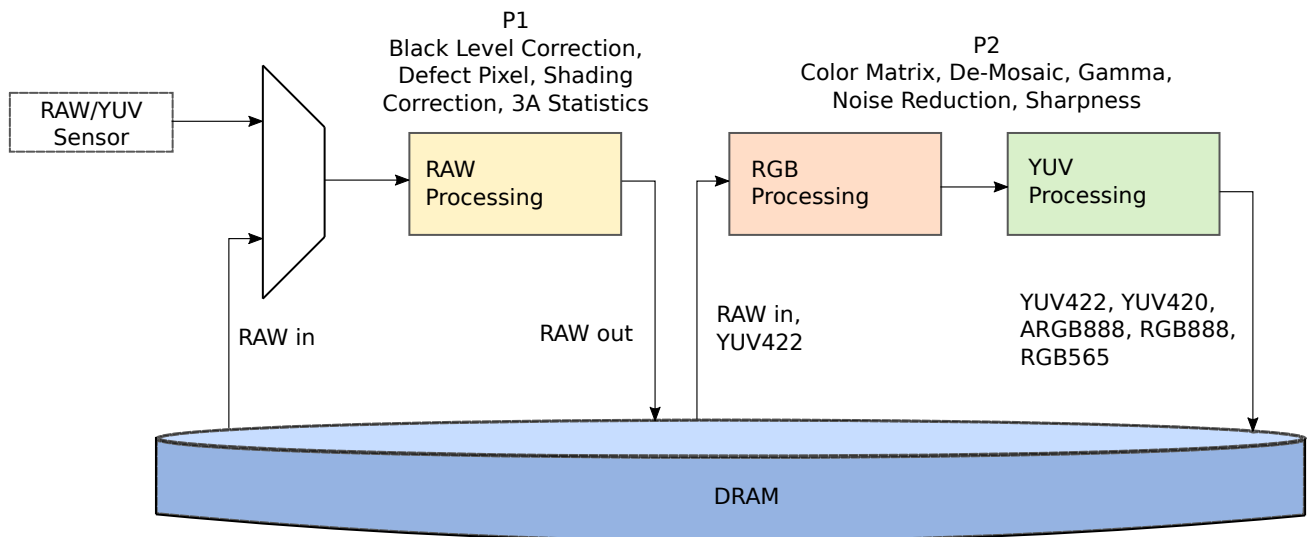 P1
Black Level Correction,
Defect Pixel, Shading
Correction, 3A Statistics
P2
Color Matrix, De-Mosaic, Gamma,
Noise Reduction, Sharpness
RAW/YUV
Sensor
RAW
Processing
RGB
Processing
YUV
Processing
RAW in
RAW out
RAW in,
YUV422
YUV422, YUV420,
ARGB888, RGB888,
RGB565
DRAM